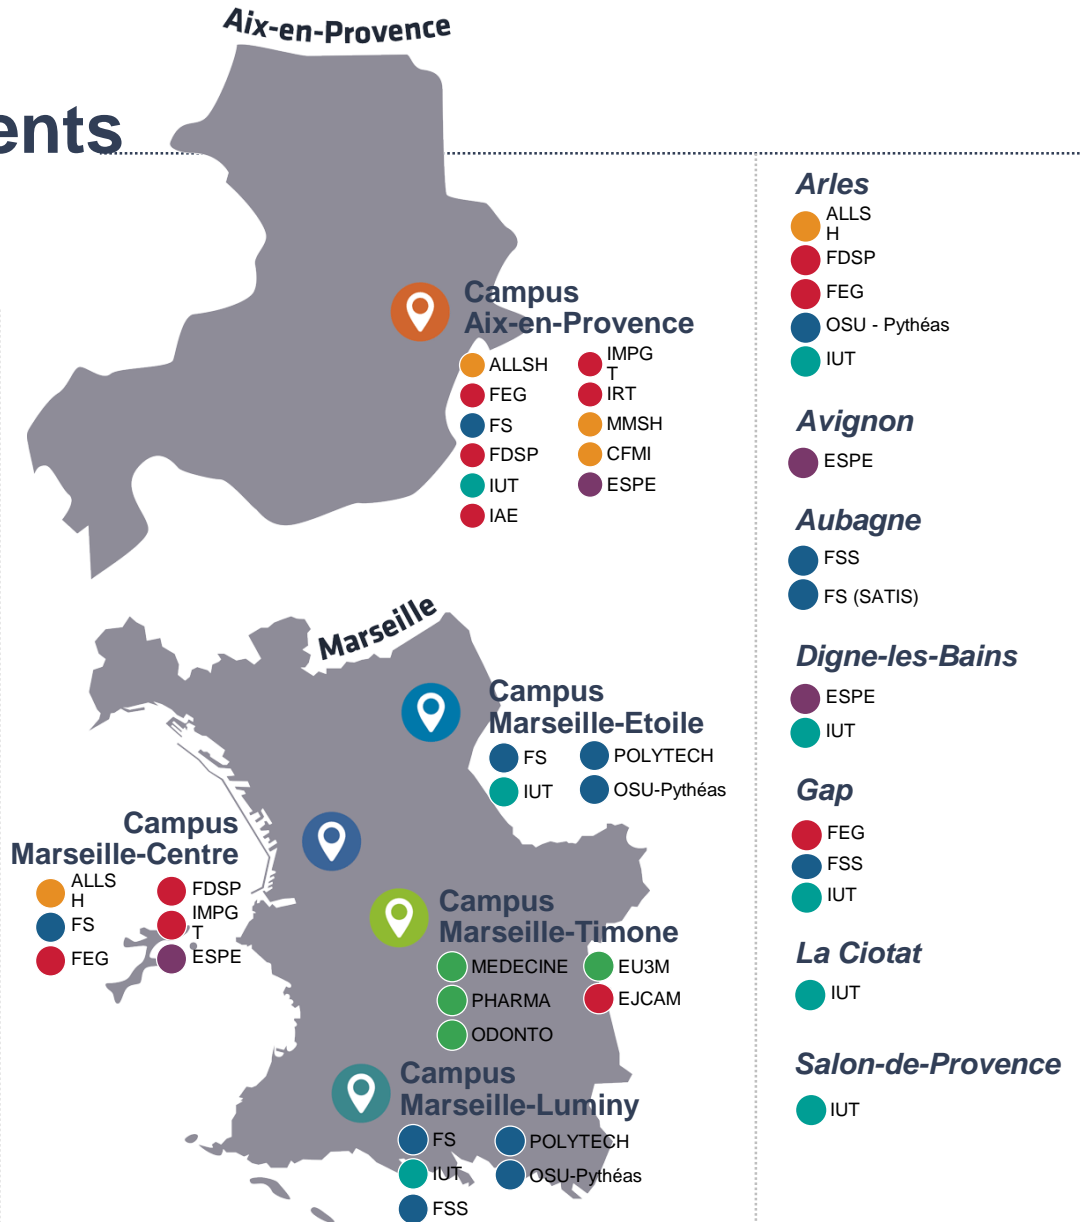 Aix-en-Provence
ents
Campus
Aix-en-Provence
ALLSH
FEG
FS
FDSP
IUT
IAE
IMPG
T
IRT
MMSH
CFMI
ESPE
Marseille
Campus
Marseille-Etoile
FS
IUT
POLYTECH
OSU-Pythéas
Campus
Marseille-Centre
ALLS
H
FS
FEG
FDSP
IMPG
T
ESPE
Campus
Marseille-Timone
MEDECINE
PHARMA
ODONTO
EU3M
EJCAM
Campus
Marseille-Luminy
FS
IUT
FSS
POLYTECH
OSU-Pythéas
Arles
ALLS
H
FDSP
FEG
OSU - Pythéas
IUT
Avignon
ESPE
Aubagne
FSS
FS (SATIS)
Digne-les-Bains
ESPE
IUT
Gap
FEG
FSS
IUT
La Ciotat
IUT
Salon-de-Provence
IUT